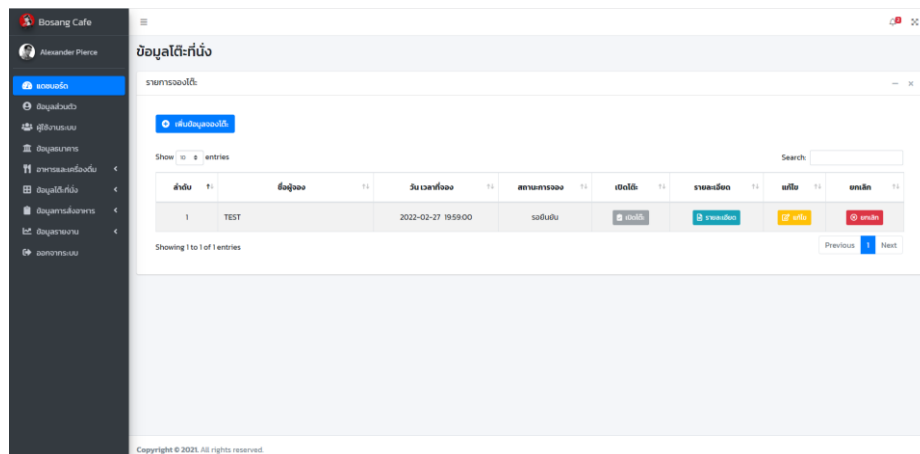 Bosang Cafe
2
Alexander Pierce
แดชบอร์ด
ข้อมูลส่วนตัว
ผู้ใช้งานระบบ
ข้อมูลธนาคาร
อาหารและเครื่องดื่ม
ข้อมูลโต๊ะที่นั่ง
ข้อมูลการสั่งอาหาร
ข้อมูลรายงาน
ออกจากระบบ
ข้อมูลโต๊ะที่นั่ง
รายการจองโต๊ะ
เพิ่มข้อมูลจองโต๊ะ
Show 10 entries
Search:
ลำดับ ชื่อผู้จอง วัน เวลาที่จอง สถานะการจอง เปิดโต๊ะ รายละเอียด แก้ไข ยกเลิก
1 TEST 2022-02-27 19:59:00 รอยืนยัน เปิดโต๊ะ รายละเอียด แก้ไข ยกเลิก
Showing 1 to 1 of 1 entries
Previous 1 Next
Copyright © 2021. All rights reserved.